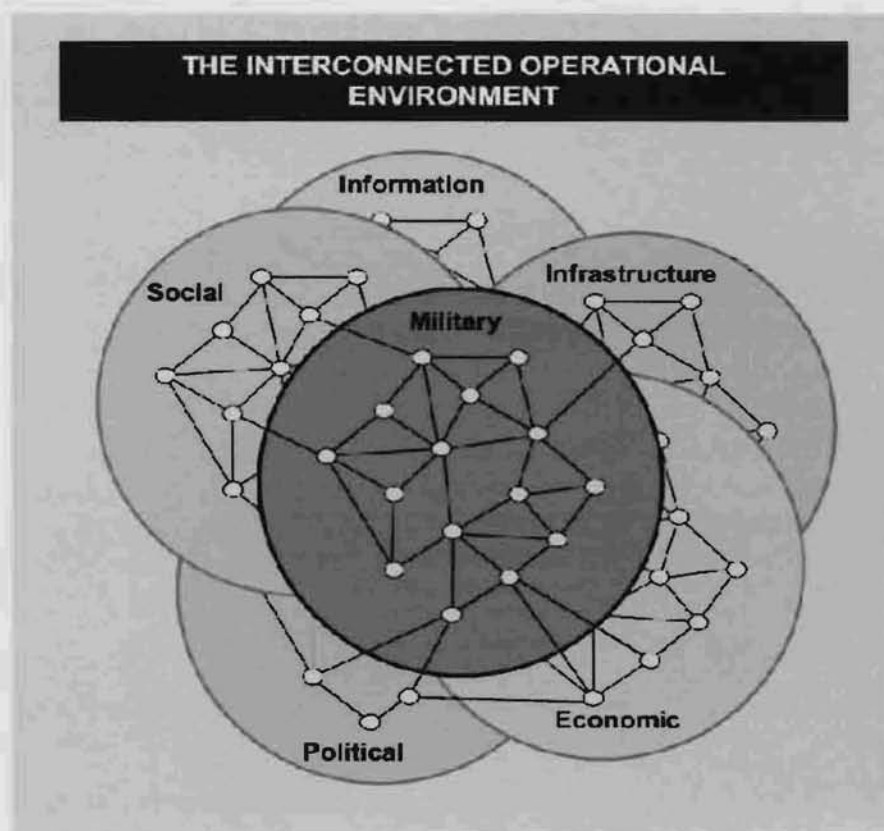 THE INTERCONNECTED OPERATIONAL
ENVIRONMENT
Information
Infrastructure
Social
Military
Economic
Political